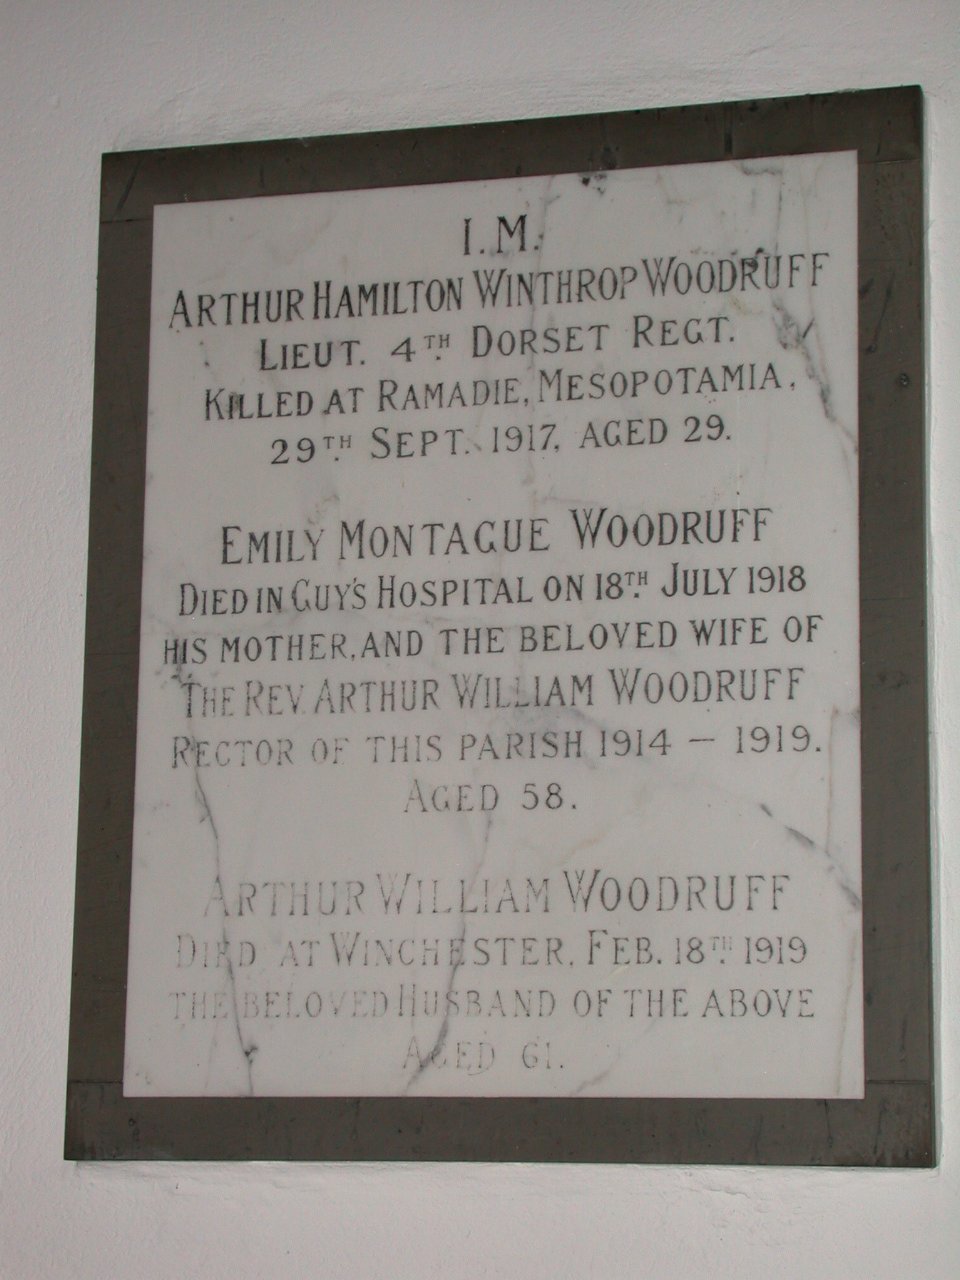 I.M.
ARTHUR HAMILTON WINTHROP WOODRUFF
LIEUT. 4TH. DORSET REGT.
KILLED AT RAMADIE, MESOPOTAMIA,
29TH. SEPT. 1917, AGED 29.
EMILY MONTAGUE WOODRUFF
DIED IN GUY'S HOSPITAL ON 18TH. JULY 1918
HIS MOTHER, AND THE BELOVED WIFE OF
THE REV. ARTHUR WILLIAM WOODRUFF
RECTOR OF THIS PARISH 1914 – 1919.
AGED 58.
ARTHUR WILLIAM WOODRUFF
DIED AT WINCHESTER, FEB. 18TH. 1919
THE BELOVED HUSBAND OF THE ABOVE
AGED 61.